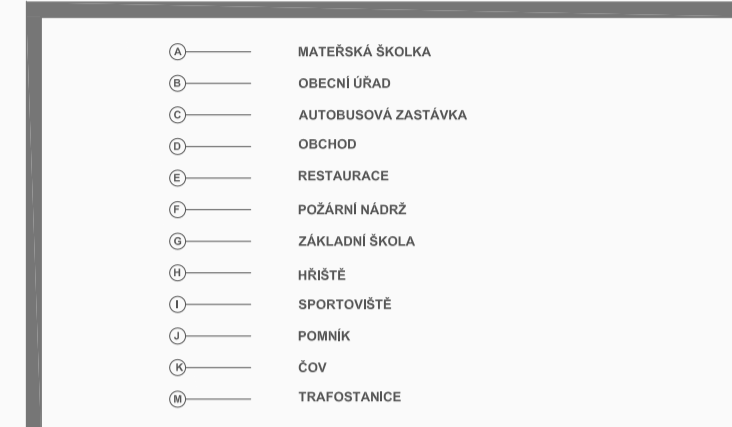 A MATEŘSKÁ ŠKOLKA
B OBECNÍ ÚŘAD
C AUTOBUSOVÁ ZASTÁVKA
D OBCHOD
E RESTAURACE
F POŽÁRNÍ NÁDRŽ
G ZÁKLADNÍ ŠKOLA
H HŘIŠTĚ
I SPORTOVIŠTĚ
J POMNÍK
K ČOV
M TRAFOSTANICE